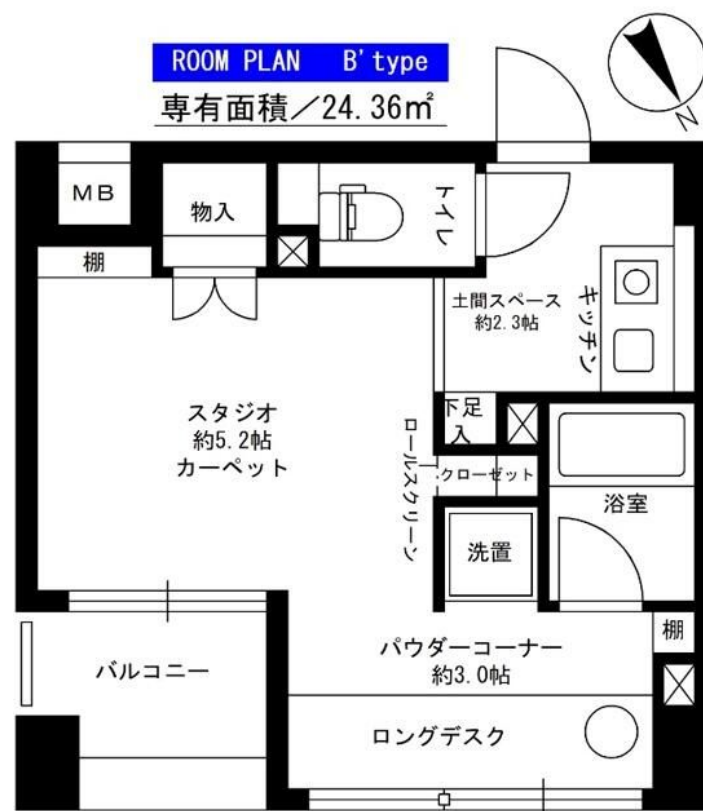 ROOM PLAN B'type
専有面積／24.36㎡
N
MB
物入
トイレ
棚
土間スペース
約2.3帖
キッチン
スタジオ
約5.2帖
カーペット
下足
入
ロールスクリーン
クローゼット
浴室
洗置
棚
バルコニー
パウダーコーナー
約3.0帖
ロングデスク